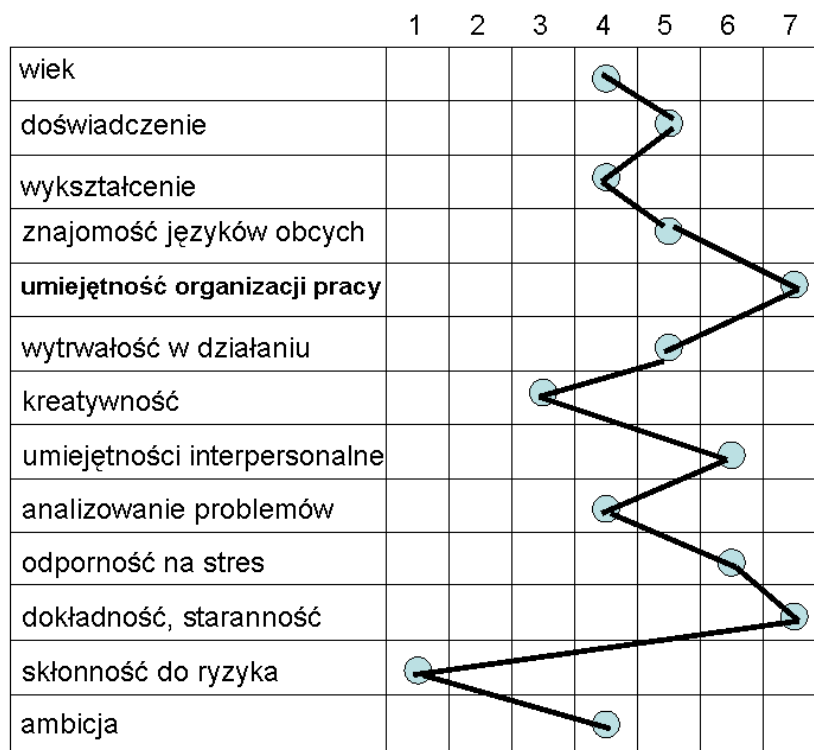 1 2 3 4 5 6 7
wiek
doświadczenie
wykształcenie
znajomość języków obcych
umiejętność organizacji pracy
wytrwałość w działaniu
kreatywność
umiejętności interpersonalne
analizowanie problemów
odporność na stres
dokładność, staranność
skłonność do ryzyka
ambicja